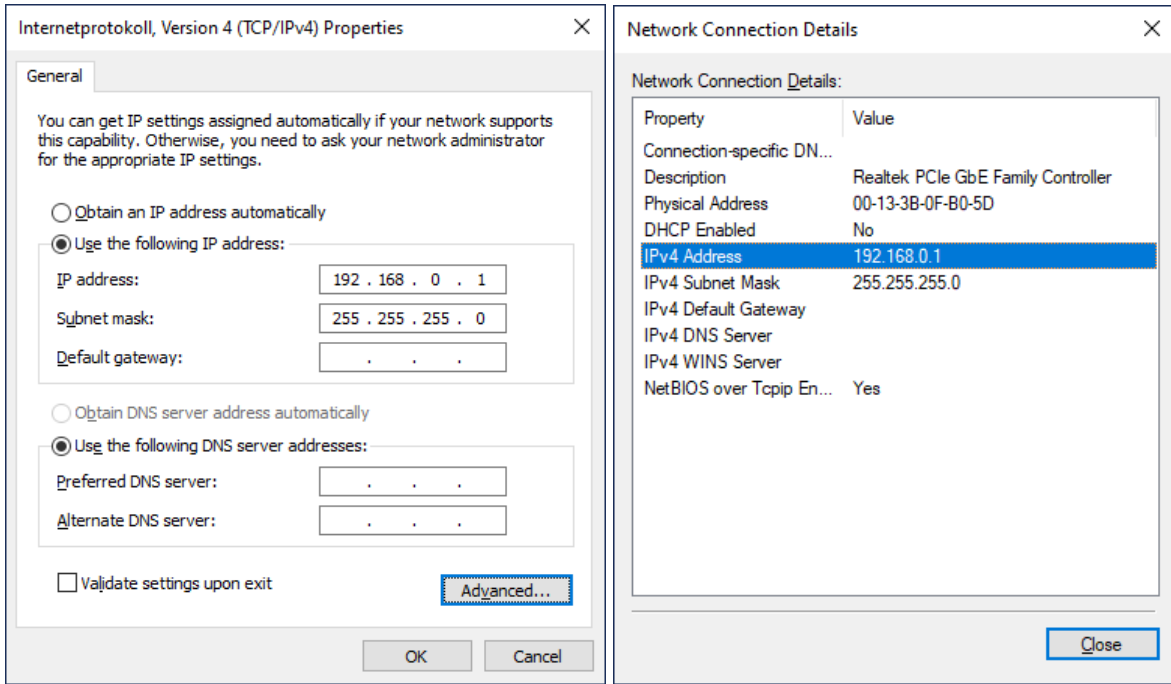 Internetprotokoll, Version 4 (TCP/IPv4) Properties
General
You can get IP settings assigned automatically if your network supports
this capability. Otherwise, you need to ask your network administrator
for the appropriate IP settings.
Obtain an IP address automatically
Use the following IP address:
IP address: 192 . 168 . 0 . 1
Subnet mask: 255 . 255 . 255 . 0
Default gateway: . . .
Obtain DNS server address automatically
Use the following DNS server addresses:
Preferred DNS server: . . .
Alternate DNS server: . . .
Validate settings upon exit
Advanced...
OK Cancel
Network Connection Details
Network Connection Details:
Property Value
Connection-specific DN...
Description Realtek PCIe GbE Family Controller
Physical Address 00-13-3B-0F-B0-5D
DHCP Enabled No
IPv4 Address 192.168.0.1
IPv4 Subnet Mask 255.255.255.0
IPv4 Default Gateway
IPv4 DNS Server
IPv4 WINS Server
NetBIOS over Tcpip En... Yes
Close